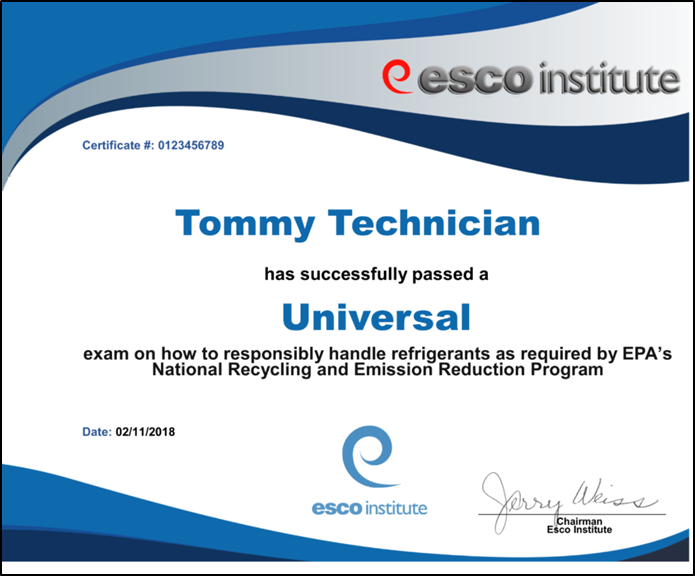 esco institute
Certificate #: 0123456789
Tommy Technician
has successfully passed a
Universal
exam on how to responsibly handle refrigerants as required by EPA's
National Recycling and Emission Reduction Program
Date: 02/11/2018
esco institute
Jerry Weiss
Chairman
Esco Institute